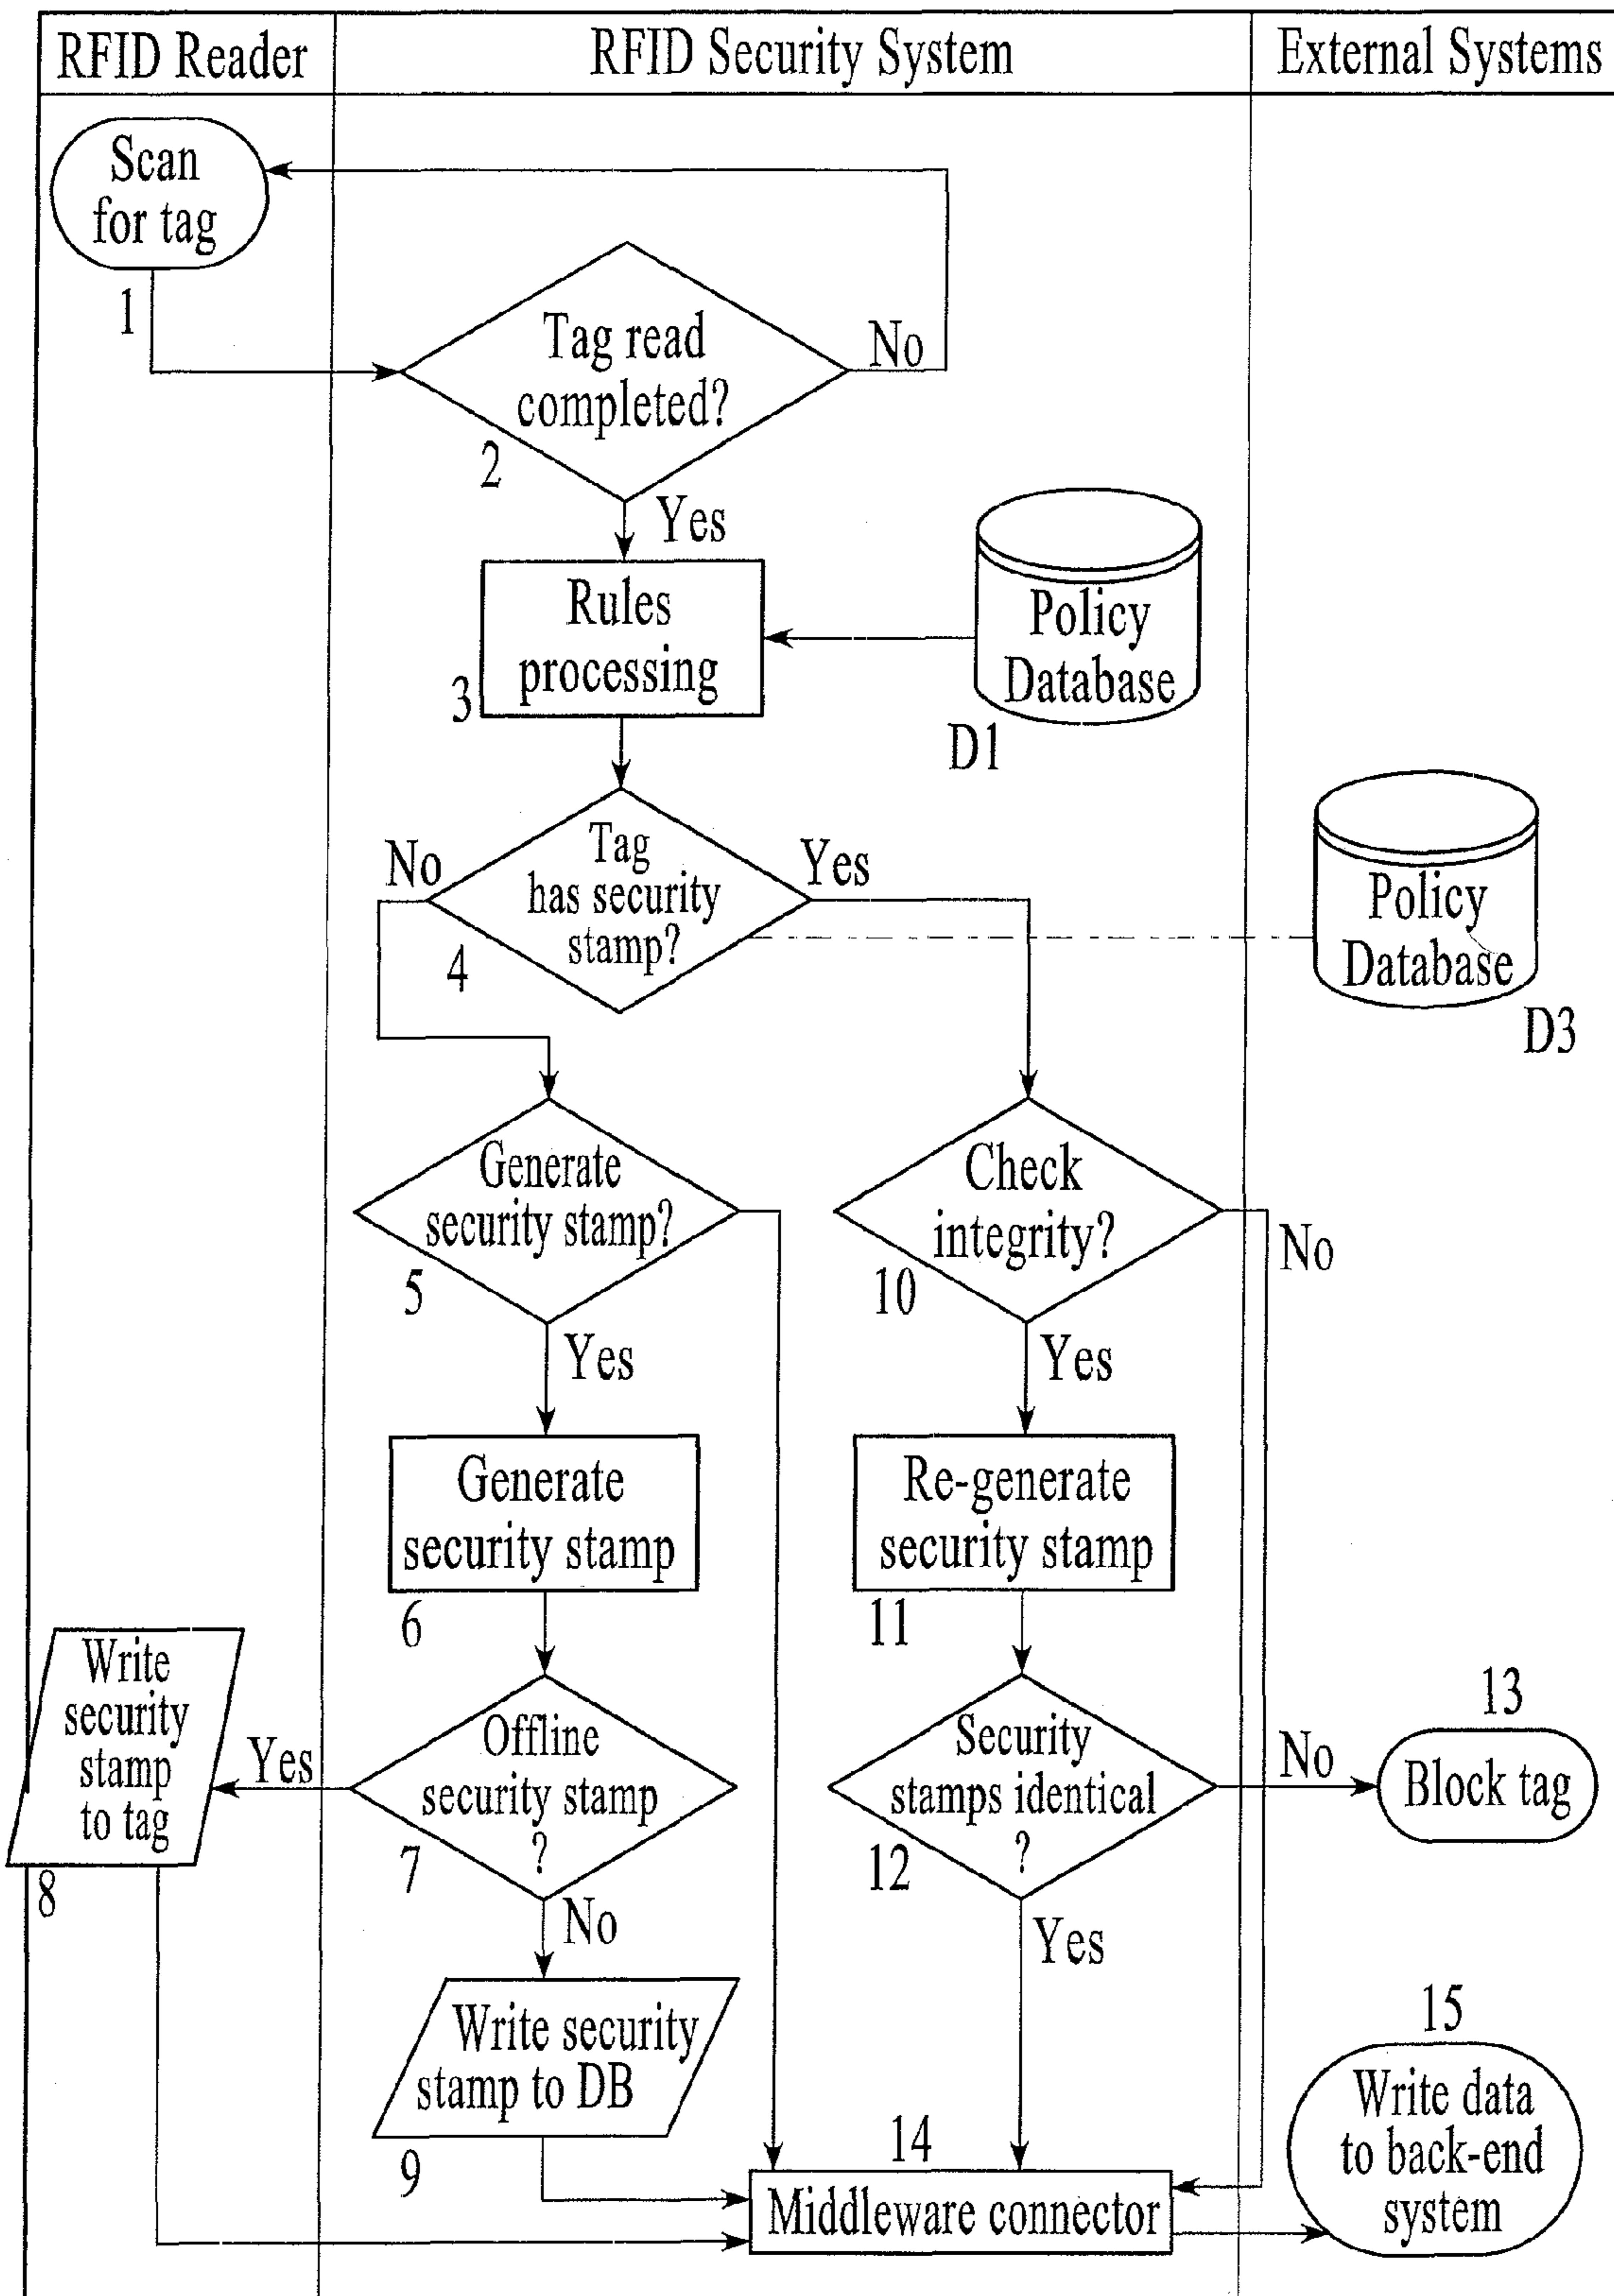 RFID Reader
RFID Security System
External Systems
Scan
for tag
1
Tag read
completed?
2
No
Yes
Rules
processing
3
Policy
Database
D1
Tag
has security
stamp?
4
No
Yes
Policy
Database
D3
Generate
security stamp?
5
Yes
Check
integrity?
10
No
Yes
Generate
security stamp
6
Re-generate
security stamp
11
Write
security
stamp
to tag
8
Yes
Offline
security stamp
?
7
No
Security
stamps identical
?
12
No
Yes
13
Block tag
Write security
stamp to DB
9
14
Middleware connector
15
Write data
to back-end
system